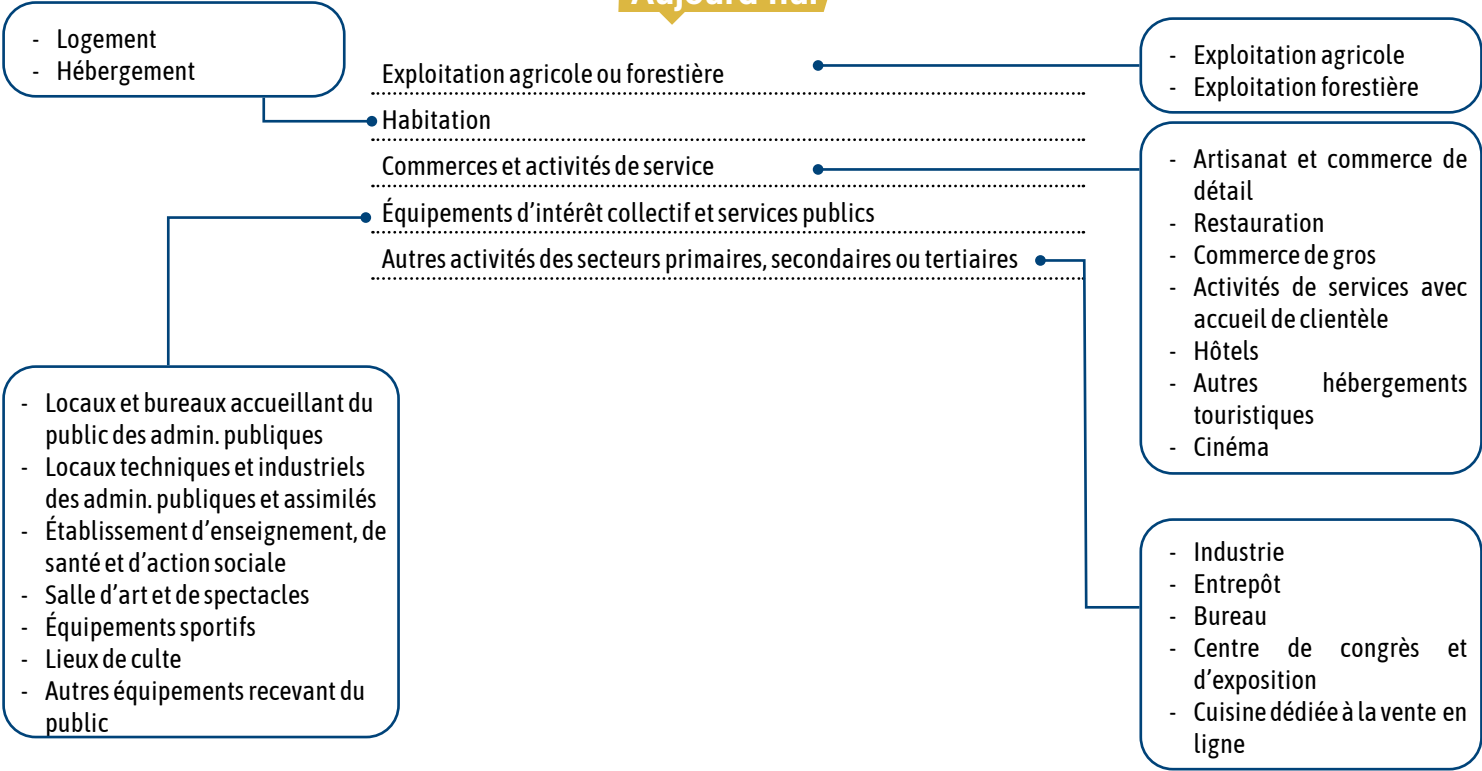 Aujourd'hui
- Logement
- Hébergement
Exploitation agricole ou forestière
Habitation
Commerces et activités de service
Équipements d’intérêt collectif et services publics
Autres activités des secteurs primaires, secondaires ou tertiaires
- Exploitation agricole
- Exploitation forestière
- Artisanat et commerce de
détail
- Restauration
- Commerce de gros
- Activités de services avec
accueil de clientèle
- Hôtels
- Autres hébergements
touristiques
- Cinéma
- Locaux et bureaux accueillant du
public des admin. publiques
- Locaux techniques et industriels
des admin. publiques et assimilés
- Établissement d’enseignement, de
santé et d’action sociale
- Salle d’art et de spectacles
- Équipements sportifs
- Lieux de culte
- Autres équipements recevant du
public
- Industrie
- Entrepôt
- Bureau
- Centre de congrès et
d’exposition
- Cuisine dédiée à la vente en
ligne